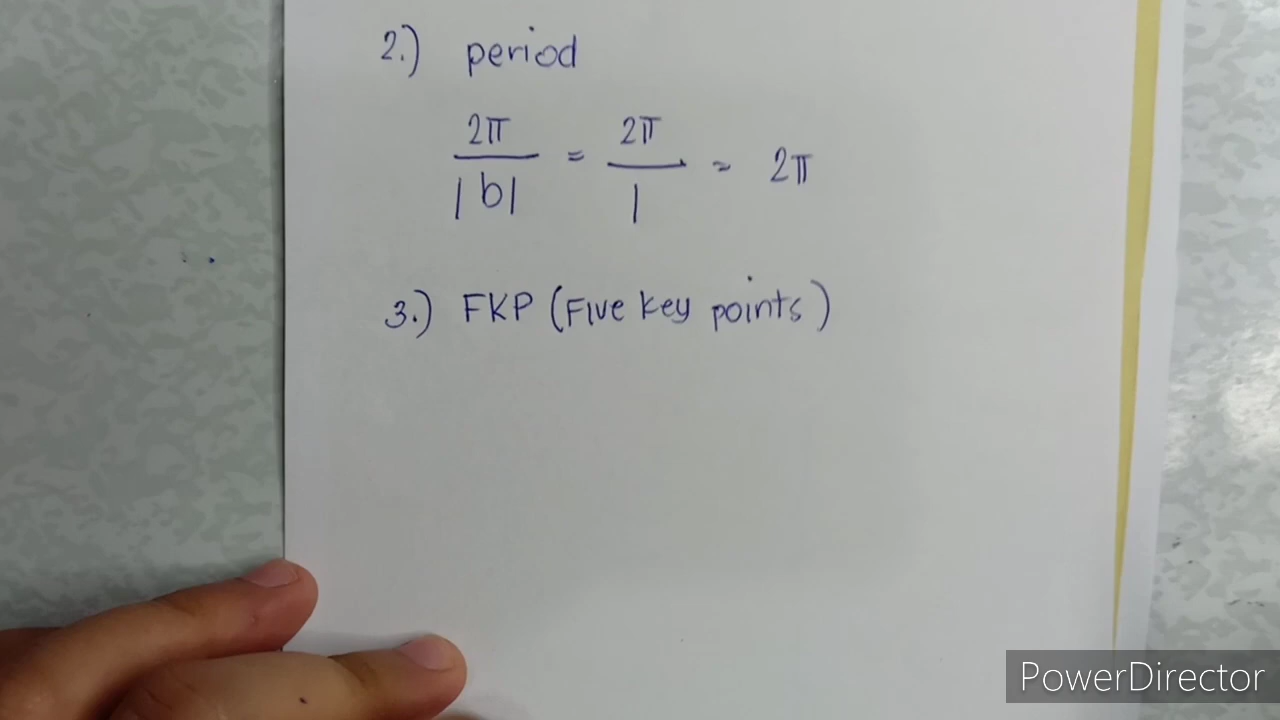 2.) period
2π / |b| = 2π / 1 = 2π
3.) FKP (Five key points)
PowerDirector